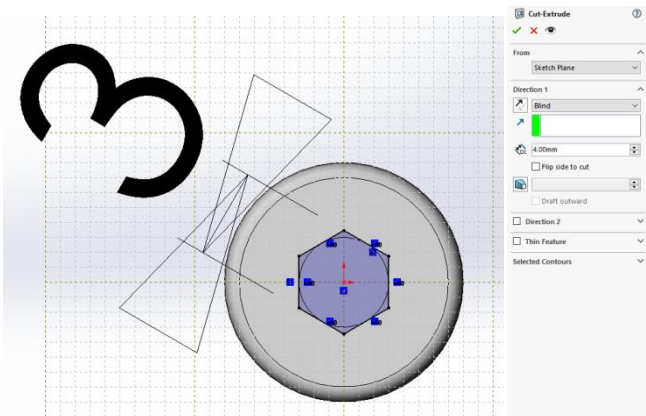 Cut-Extrude
From
Sketch Plane
Direction 1
Blind
4.00mm
Flip side to cut
Draft outward
Direction 2
Thin Feature
Selected Contours
3